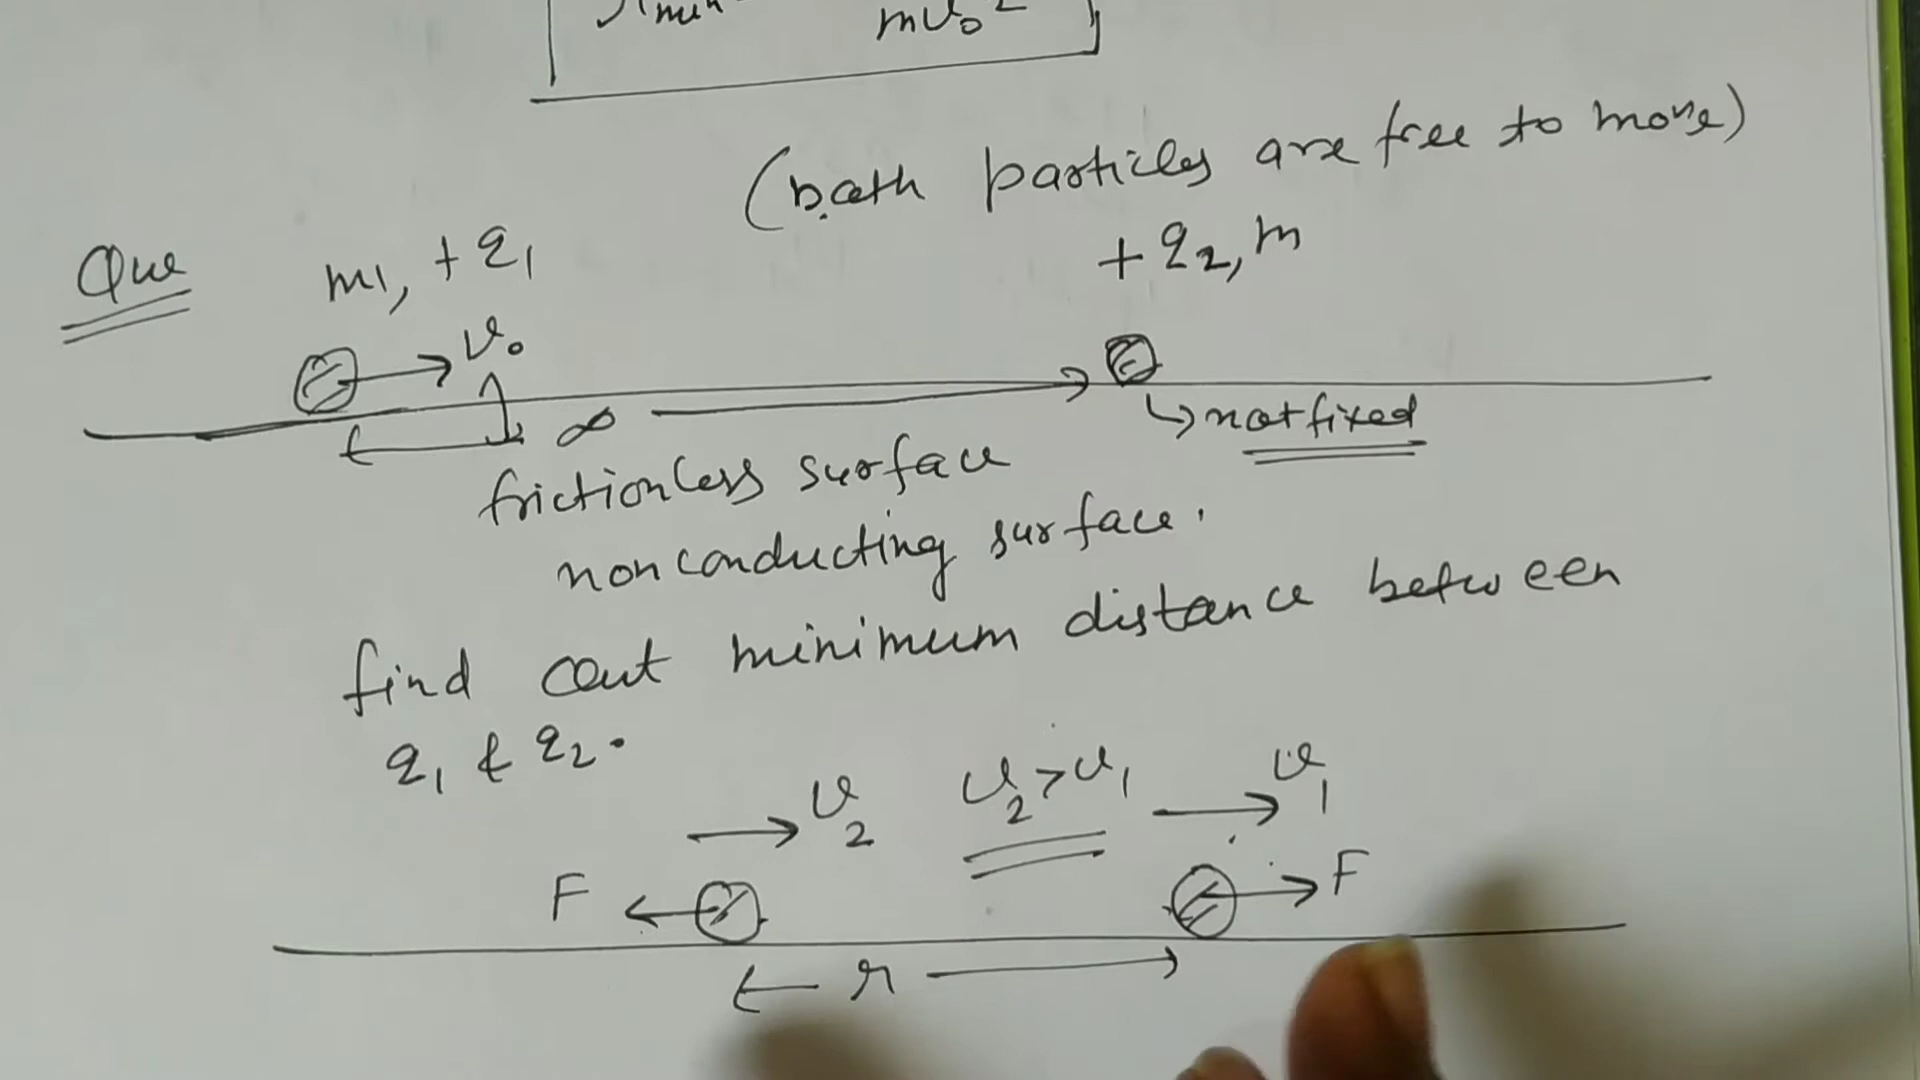 mv₀²
(both particles are free to move)
Que m1, +q₁ +q₂, m
v₀
∞ not fixed
frictionless surface
nonconducting surface.
find out minimum distance between
q₁ & q₂.
v₂ v₂>v₁ v₁
F F
r